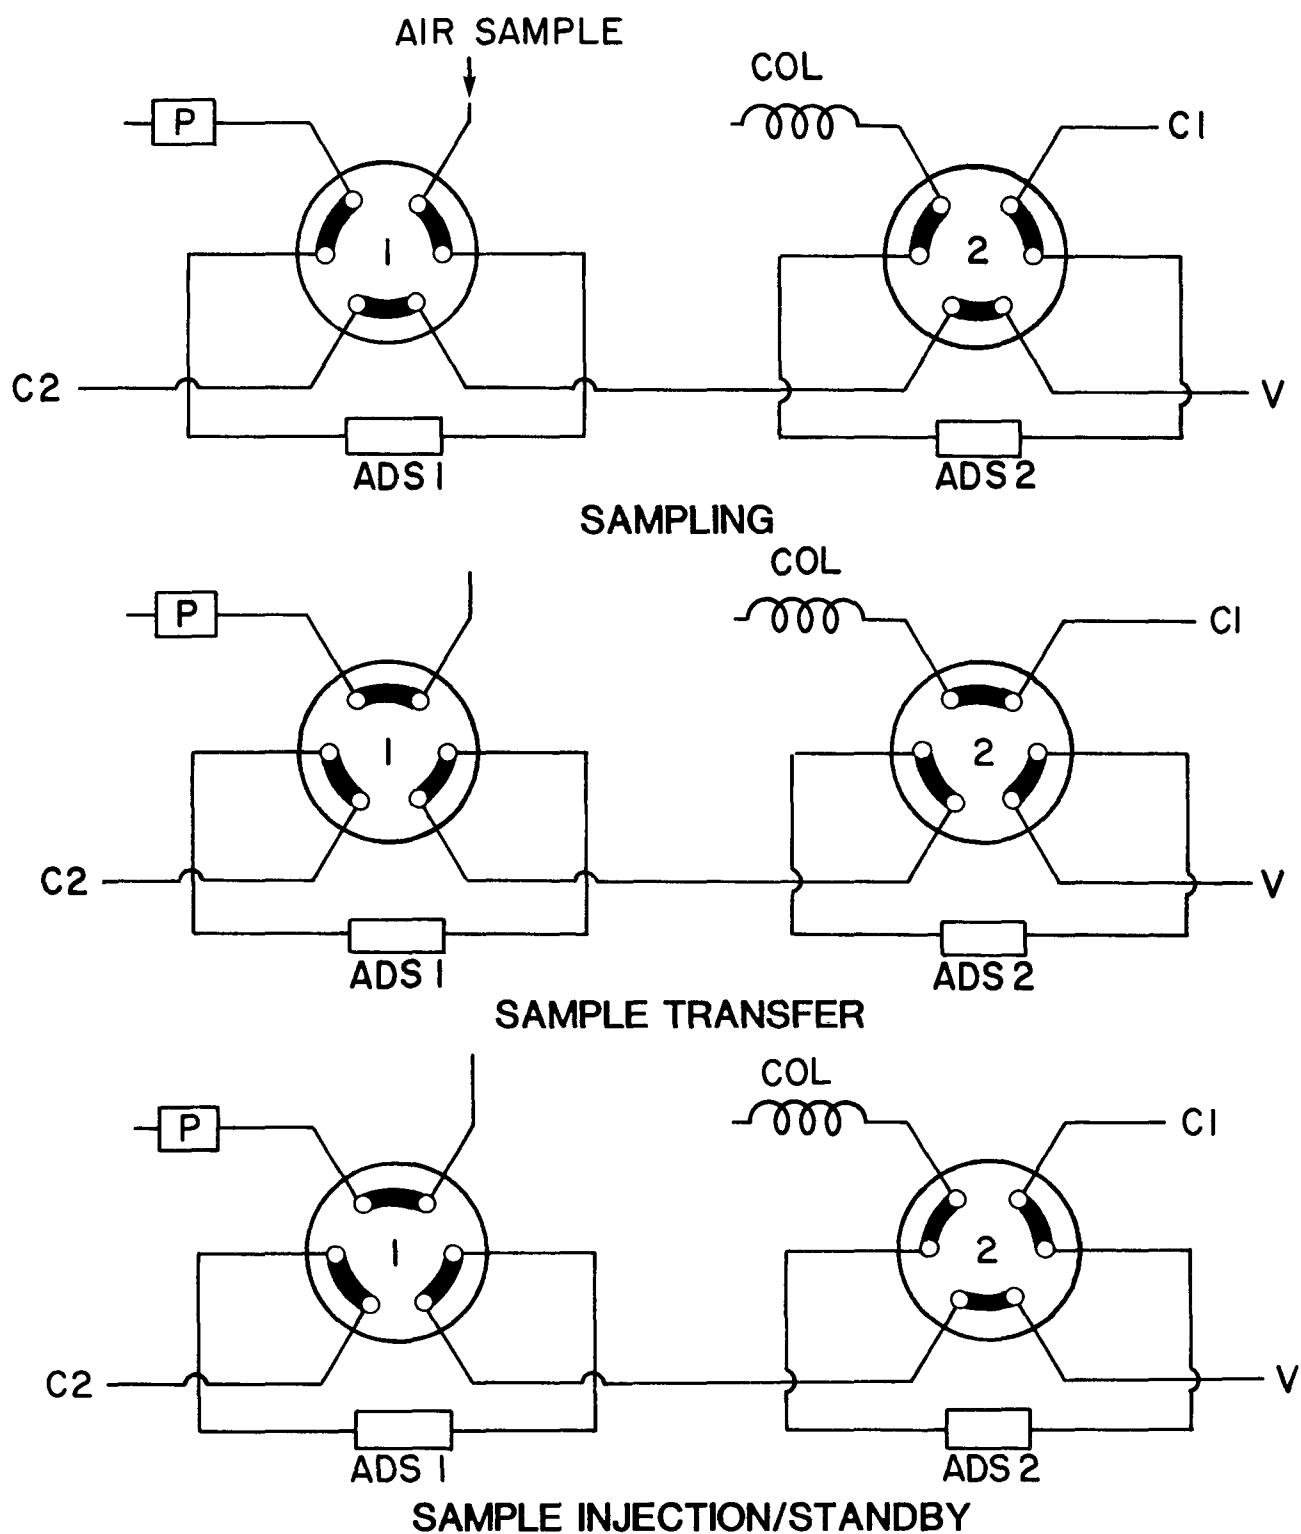 AIR SAMPLE
COL
P
C1
1
2
C2
V
ADS 1
ADS 2
SAMPLING
COL
P
C1
1
2
C2
V
ADS 1
ADS 2
SAMPLE TRANSFER
COL
P
C1
1
2
C2
V
ADS 1
ADS 2
SAMPLE INJECTION/STANDBY